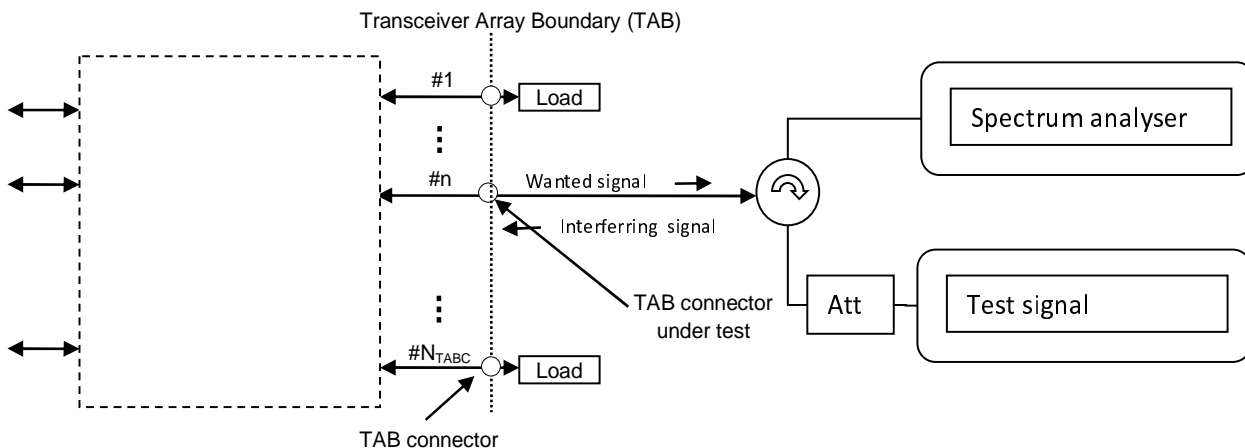 Transceiver Array Boundary (TAB)
#1
Load
Spectrum analyser
#n
Wanted signal
Interferring signal
TAB connector
under test
Att
Test signal
#NTABC
Load
TAB connector